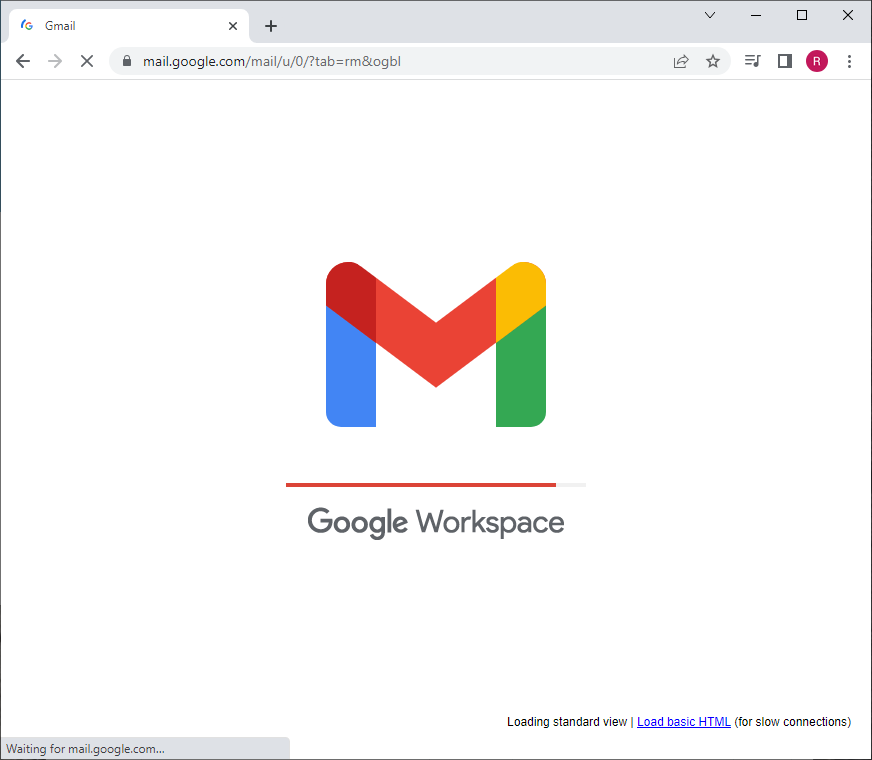 Gmail
mail.google.com/mail/u/0/?tab=rm&ogbl
R
Google Workspace
Loading standard view | Load basic HTML (for slow connections)
Waiting for mail.google.com...